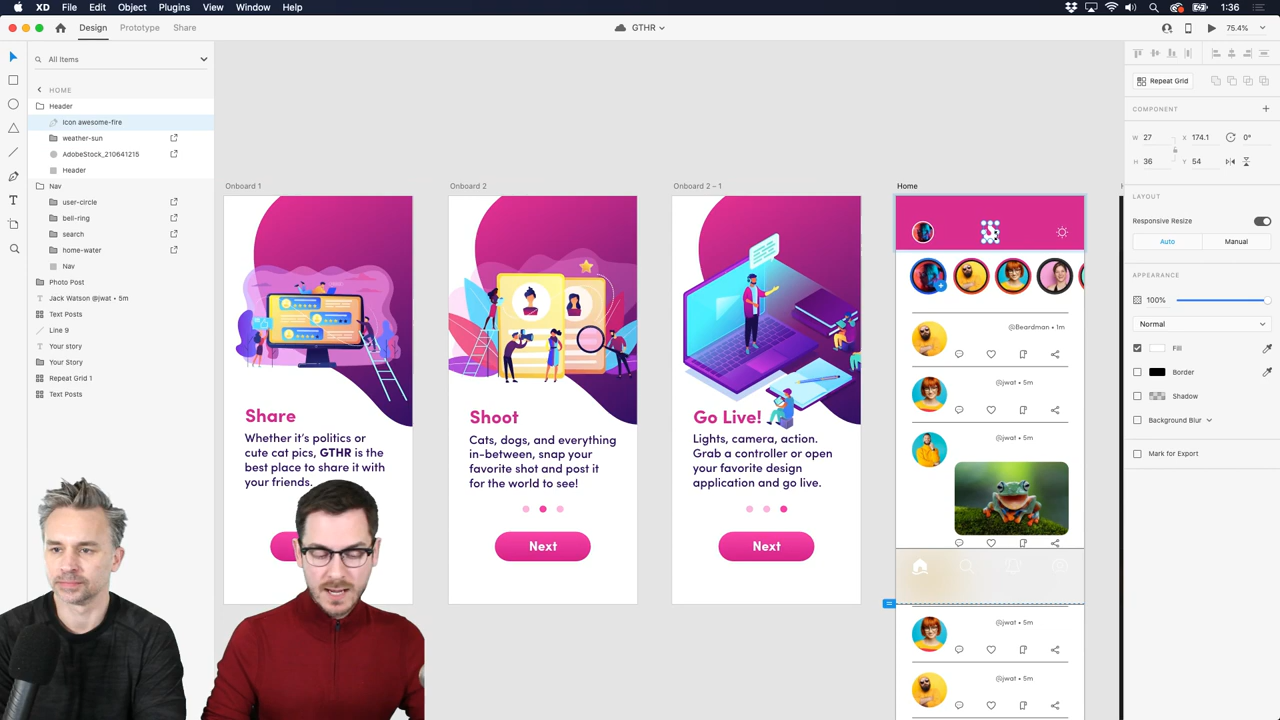 XD File Edit Object Plugins View Window Help
1:36
Design Prototype Share
GTHR
75.4%
All Items
HOME
Header
Icon awesome-fire
weather-sun
AdobeStock_210641215
Header
Nav
user-circle
bell-ring
search
home-water
Nav
Photo Post
Jack Watson @jwat • 5m
Text Posts
Line 9
Your story
Your Story
Repeat Grid 1
Text Posts
Onboard 1
Share
Whether it's politics or
cute cat pics, GTHR is the
best place to share it with
your friends.
Onboard 2
Shoot
Cats, dogs, and everything
in-between, snap your
favorite shot and post it
for the world to see!
Next
Onboard 2 – 1
Go Live!
Lights, camera, action.
Grab a controller or open
your favorite design
application and go live.
Next
Home
@Beardman • 1m
@jwat • 5m
@jwat • 5m
@jwat • 5m
@jwat • 5m
Repeat Grid
COMPONENT
W 27 X 174.1 0°
H 36 Y 54
LAYOUT
Responsive Resize
Auto Manual
APPEARANCE
100%
Normal
Fill
Border
Shadow
Background Blur
Mark for Export